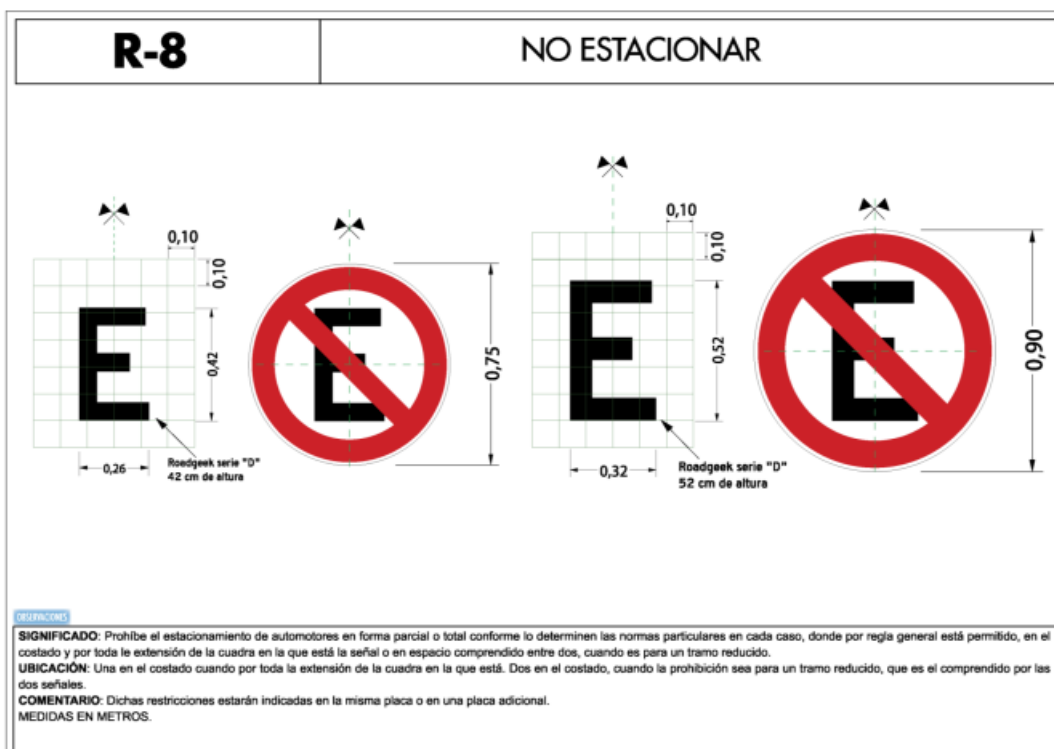 R-8
NO ESTACIONAR
0,10
0,10
0,42
0,26
Roadgeek serie "D"
42 cm de altura
E
E
0,75
0,10
0,10
0,52
0,32
Roadgeek serie "D"
52 cm de altura
E
E
0,90
OBSERVACIONES
SIGNIFICADO: Prohíbe el estacionamiento de automotores en forma parcial o total conforme lo determinen las normas particulares en cada caso, donde por regla general está permitido, en el
costado y por toda le extensión de la cuadra en la que está la señal o en espacio comprendido entre dos, cuando es para un tramo reducido.
UBICACIÓN: Una en el costado cuando por toda la extensión de la cuadra en la que está. Dos en el costado, cuando la prohibición sea para un tramo reducido, que es el comprendido por las
dos señales.
COMENTARIO: Dichas restricciones estarán indicadas en la misma placa o en una placa adicional.
MEDIDAS EN METROS.